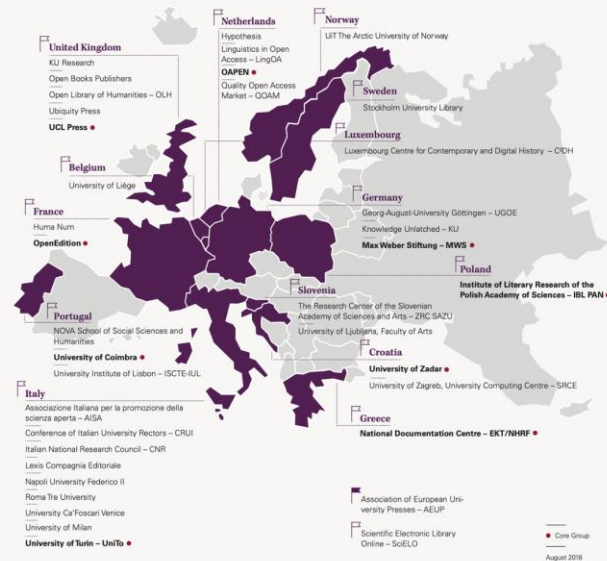 Netherlands
Hypothesis
Linguistics in Open
Access – LingOA
OAPEN
Quality Open Access
Market – QOAM
Norway
UiT The Arctic University of Norway
United Kingdom
KU Research
Open Books Publishers
Open Library of Humanities – OLH
Ubiquity Press
UCL Press
Sweden
Stockholm University Library
Luxembourg
Luxembourg Centre for Contemporary and Digital History – C²DH
Belgium
University of Liège
Germany
Georg-August-University Göttingen – UGOE
Knowledge Unlatched – KU
Max Weber Stiftung – MWS
France
Huma Num
OpenEdition
Poland
Institute of Literary Research of the
Polish Academy of Sciences – IBL PAN
Slovenia
The Research Center of the Slovenian
Academy of Sciences and Arts – ZRC SAZU
University of Ljubljana, Faculty of Arts
Portugal
NOVA School of Social Sciences and
Humanities
University of Coimbra
University Institute of Lisbon – ISCTE-IUL
Croatia
University of Zadar
University of Zagreb, University Computing Centre – SRCE
Italy
Associazione Italiana per la promozione della
scienza aperta – AISA
Conference of Italian University Rectors – CRUI
Italian National Research Council – CNR
Lexis Compagnia Editoriale
Napoli University Federico II
Roma Tre University
University Ca'Foscari Venice
University of Milan
University of Turin – UniTo
Greece
National Documentation Centre – EKT/NHRF
Association of European Uni-
versity Presses – AEUP
Scientific Electronic Library
Online – SciELO
Core Group
August 2018